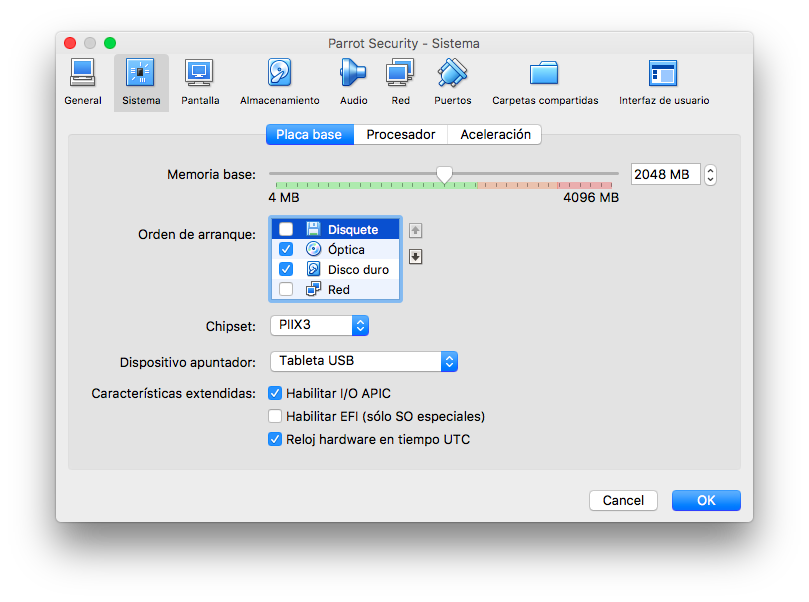 Parrot Security - Sistema
General Sistema Pantalla Almacenamiento Audio Red Puertos Carpetas compartidas Interfaz de usuario
Placa base Procesador Aceleración
Memoria base: 2048 MB
4 MB 4096 MB
Orden de arranque: Disquete
Óptica
Disco duro
Red
Chipset: PIIX3
Dispositivo apuntador: Tableta USB
Características extendidas: Habilitar I/O APIC
Habilitar EFI (sólo SO especiales)
Reloj hardware en tiempo UTC
Cancel OK